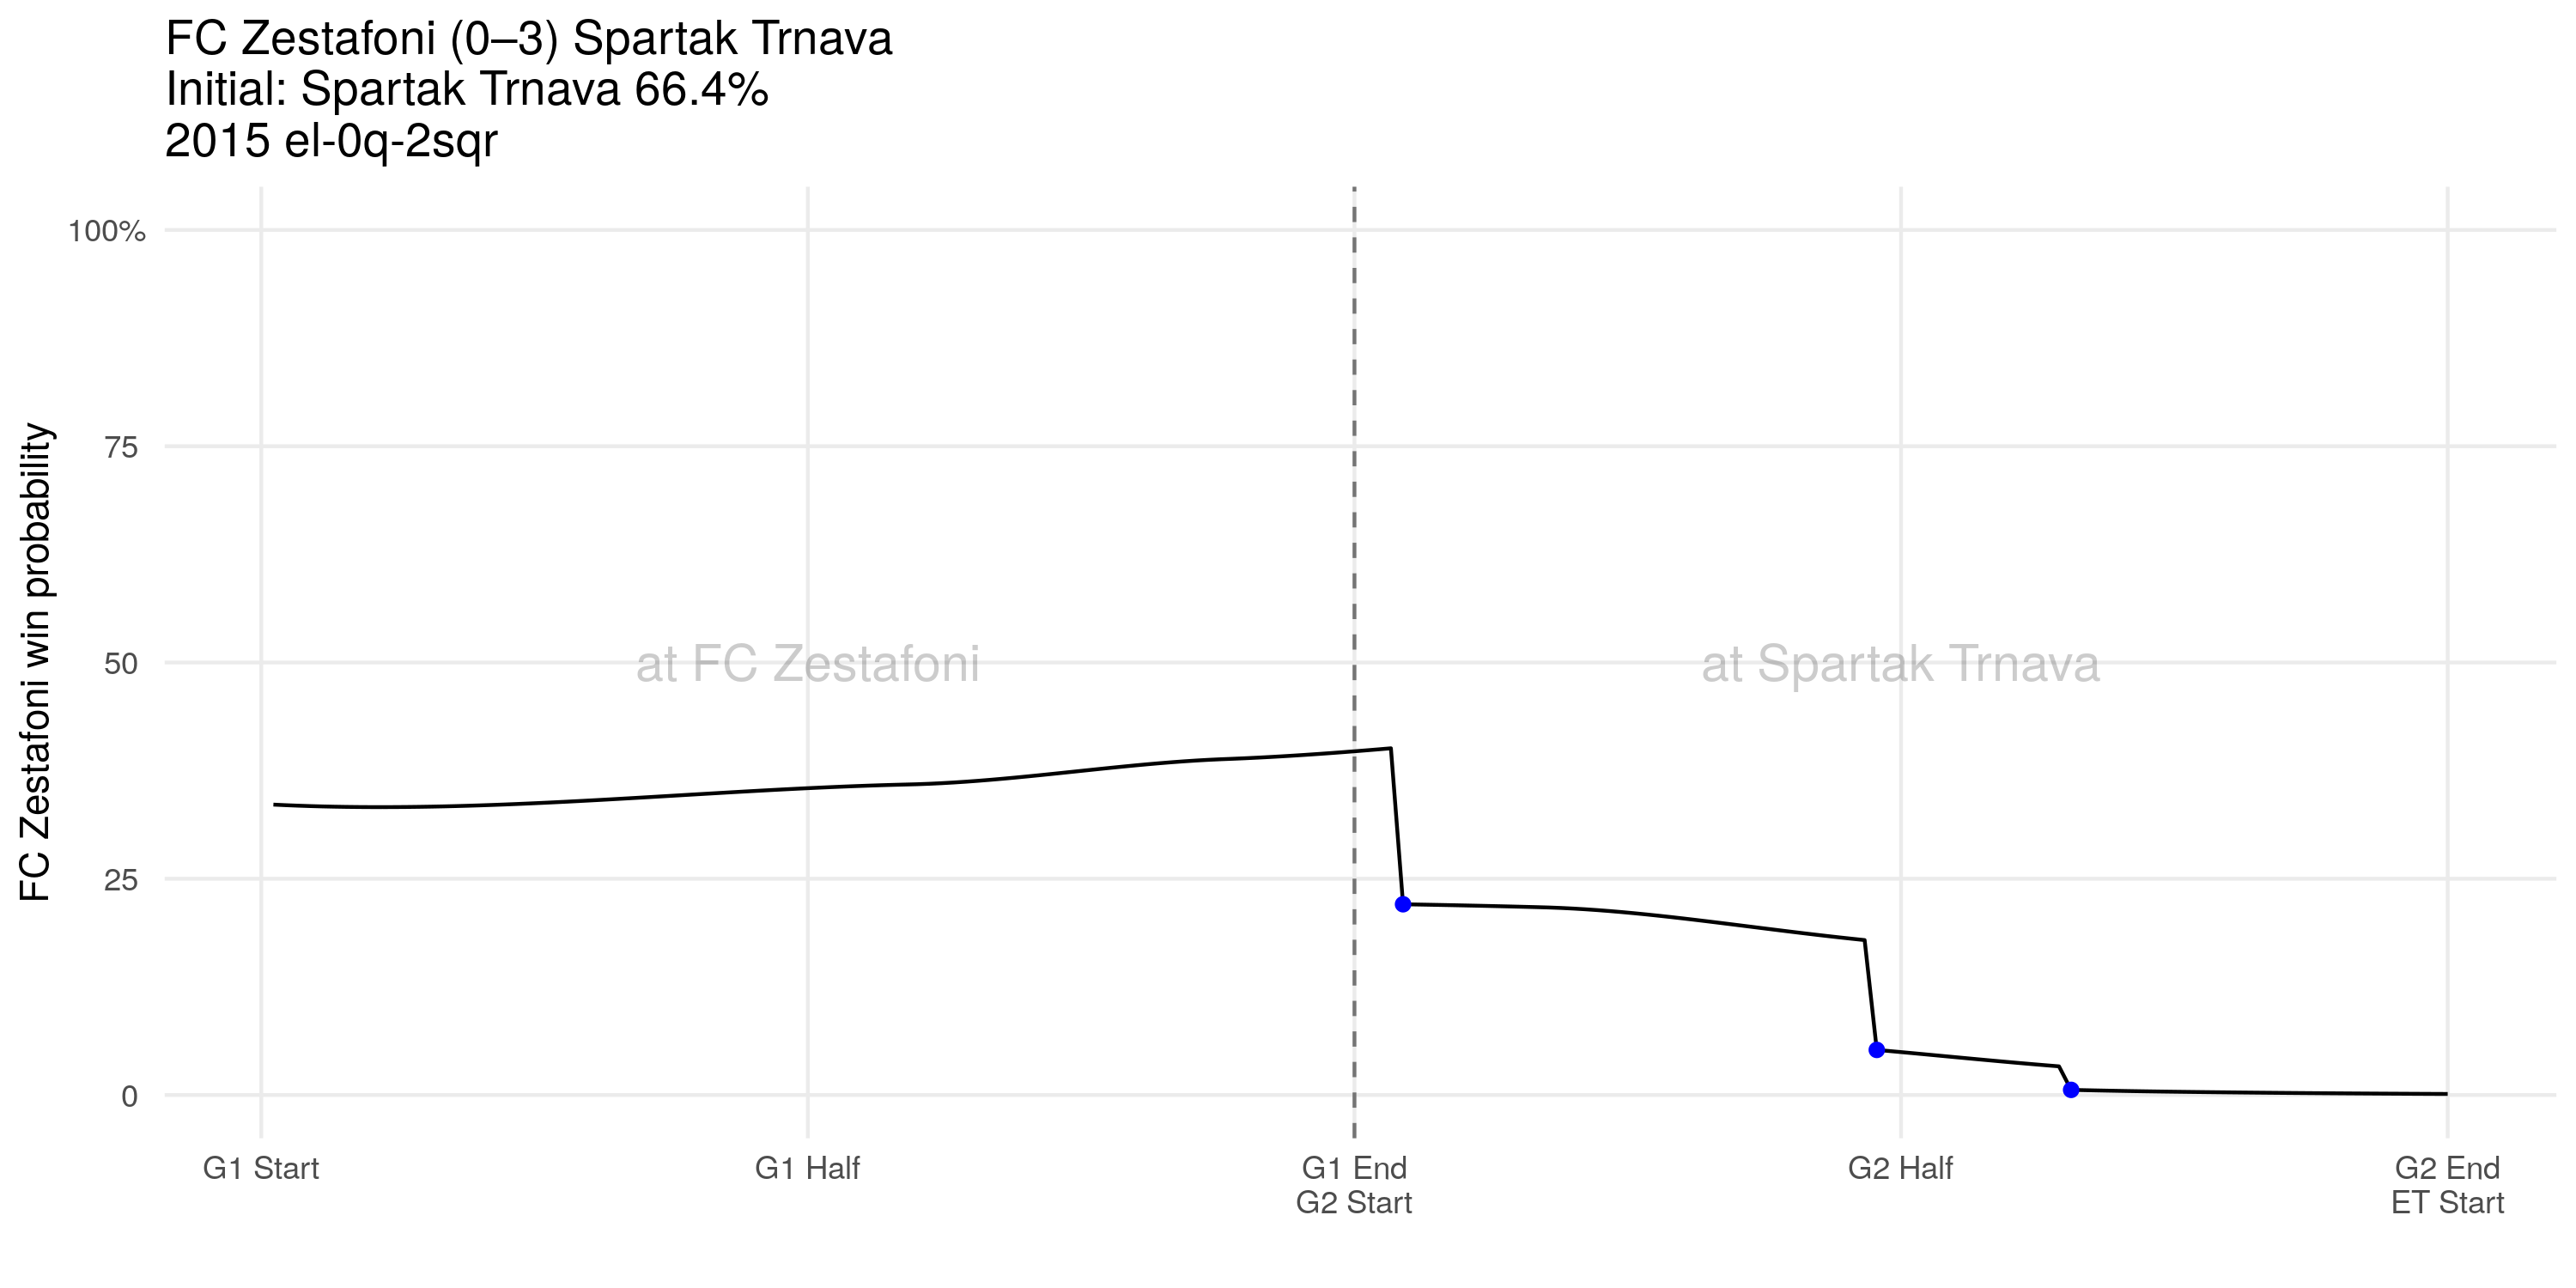 FC Zestafoni (0–3) Spartak Trnava
Initial: Spartak Trnava 66.4%
2015 el-0q-2sqr
FC Zestafoni win probability
100%
75
50
25
0
at FC Zestafoni
at Spartak Trnava
G1 Start
G1 Half
G1 End
G2 Start
G2 Half
G2 End
ET Start